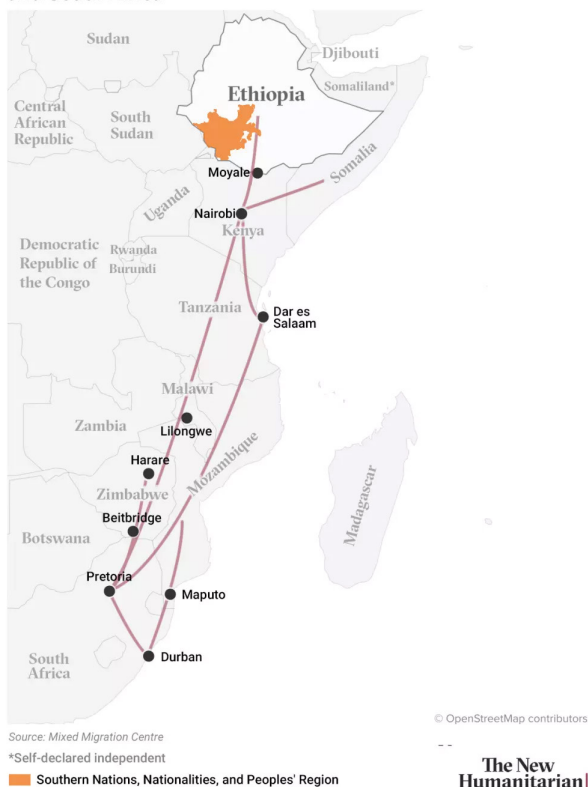 Sudan
Djibouti
Ethiopia
Somaliland*
Central
African
Republic
South
Sudan
Moyale
Somalia
Uganda
Nairobi
Kenya
Democratic
Republic of
the Congo
Rwanda
Burundi
Tanzania
Dar es
Salaam
Malawi
Zambia
Lilongwe
Harare
Mozambique
Zimbabwe
Madagascar
Beitbridge
Botswana
Pretoria
Maputo
South
Africa
Durban
© OpenStreetMap contributors
Source: Mixed Migration Centre
*Self-declared independent
Southern Nations, Nationalities, and Peoples' Region
The New
Humanitarian